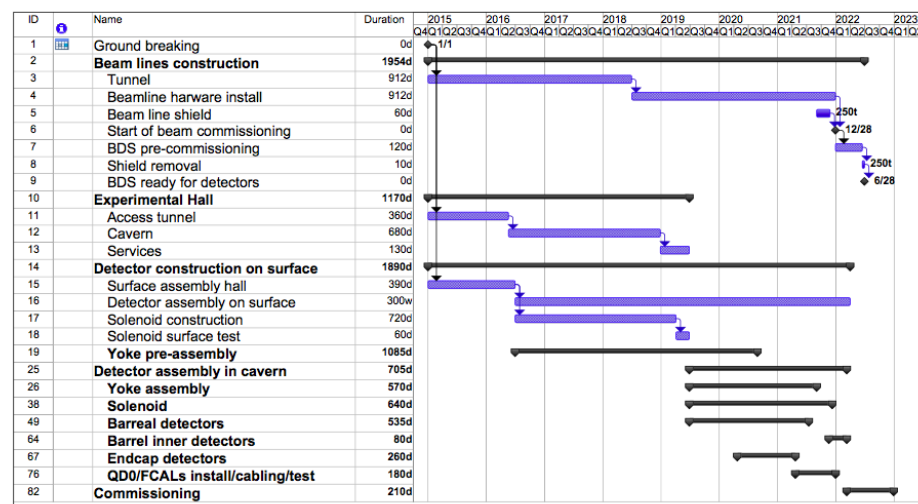 ID Name Duration 2015 2016 2017 2018 2019 2020 2021 2022 2023
Q4Q1Q2Q3Q4Q1Q2Q3Q4Q1Q2Q3Q4Q1Q2Q3Q4Q1Q2Q3Q4Q1Q2Q3Q4Q1Q2Q3Q4Q1Q2Q3Q4Q1Q2
1 Ground breaking 0d 1/1
2 Beam lines construction 1954d
3 Tunnel 912d
4 Beamline harware install 912d
5 Beam line shield 60d 250t
6 Start of beam commissioning 0d 12/28
7 BDS pre-commissioning 120d
8 Shield removal 10d 250t
9 BDS ready for detectors 0d 6/28
10 Experimental Hall 1170d
11 Access tunnel 360d
12 Cavern 680d
13 Services 130d
14 Detector construction on surface 1890d
15 Surface assembly hall 390d
16 Detector assembly on surface 300w
17 Solenoid construction 720d
18 Solenoid surface test 60d
19 Yoke pre-assembly 1085d
25 Detector assembly in cavern 705d
26 Yoke assembly 570d
38 Solenoid 640d
49 Barreal detectors 535d
64 Barrel inner detectors 80d
67 Endcap detectors 260d
76 QD0/FCALs install/cabling/test 180d
82 Commissioning 210d